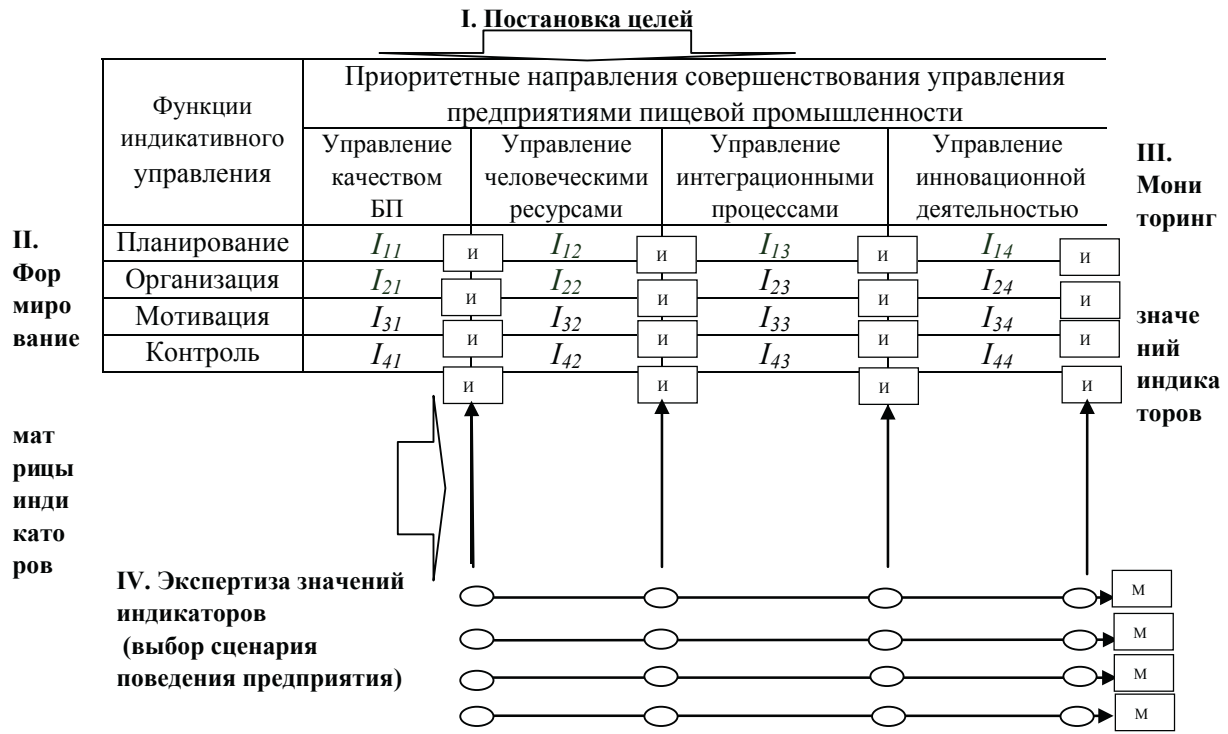 I. Постановка целей
Функции
индикативного
управления
Приоритетные направления совершенствования управления
предприятиями пищевой промышленности
Управление
качеством
БП
Управление
человеческими
ресурсами
Управление
интеграционными
процессами
Управление
инновационной
деятельностью
Планирование I11 и I12 и I13 и I14 и
Организация I21 и I22 и I23 и I24 и
Мотивация I31 и I32 и I33 и I34 и
Контроль I41 и I42 и I43 и I44 и
II.
Фор
миро
вание
мат
рицы
инди
като
ров
III.
Мони
торинг
значе
ний
индика
торов
IV. Экспертиза значений
индикаторов
(выбор сценария
поведения предприятия)
М
М
М
М